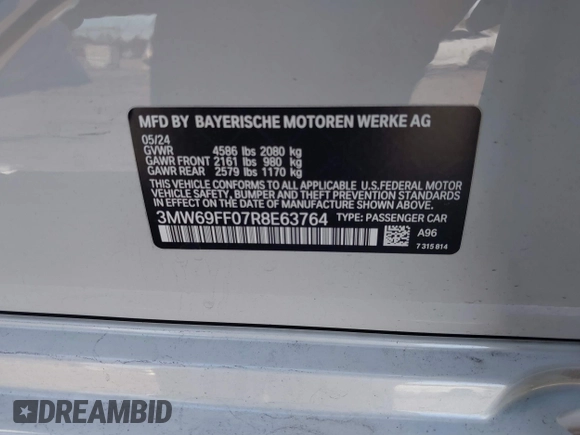 MFD BY BAYERISCHE MOTOREN WERKE AG
05/24
GVWR 4586 lbs 2080 kg
GAWR FRONT 2161 lbs 980 kg
GAWR REAR 2579 lbs 1170 kg
THIS VEHICLE CONFORMS TO ALL APPLICABLE U.S.FEDERAL MOTOR
VEHICLE SAFETY, BUMPER AND THEFT PREVENTION STANDARDS
IN EFFECT ON THE DATE OF MANUFACTURE SHOWN ABOVE.
3MW69FF07R8E63764 TYPE: PASSENGER CAR
A96
7 315 814
DREAMBID